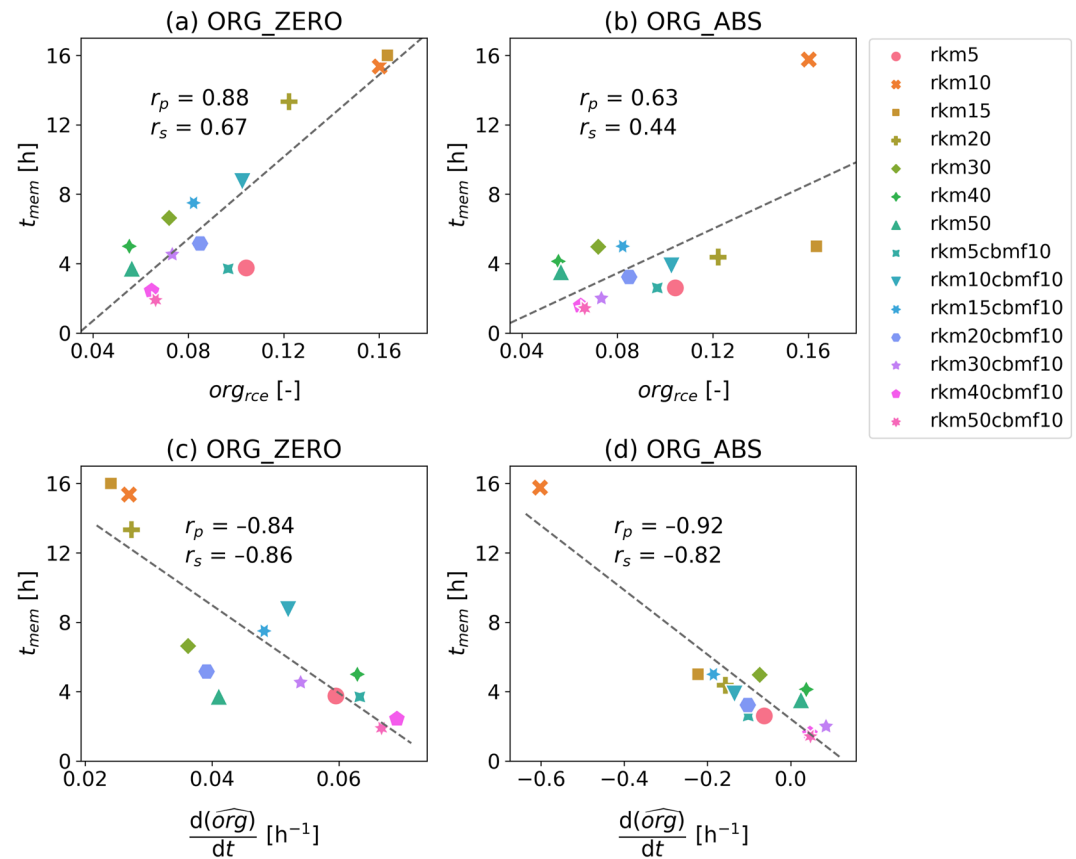 (a) ORG_ZERO
16
12
8
4
0
t_mem [h]
r_p = 0.88
r_s = 0.67
0.04 0.08 0.12 0.16
org_rce [-]
(b) ORG_ABS
16
12
8
4
0
t_mem [h]
r_p = 0.63
r_s = 0.44
0.04 0.08 0.12 0.16
org_rce [-]
rkm5
rkm10
rkm15
rkm20
rkm30
rkm40
rkm50
rkm5cbmf10
rkm10cbmf10
rkm15cbmf10
rkm20cbmf10
rkm30cbmf10
rkm40cbmf10
rkm50cbmf10
(c) ORG_ZERO
16
12
8
4
0
t_mem [h]
r_p = –0.84
r_s = –0.86
0.02 0.04 0.06
d(\widehat{org})/dt [h⁻¹]
(d) ORG_ABS
16
12
8
4
0
t_mem [h]
r_p = –0.92
r_s = –0.82
−0.6 −0.4 −0.2 0.0
d(\widehat{org})/dt [h⁻¹]